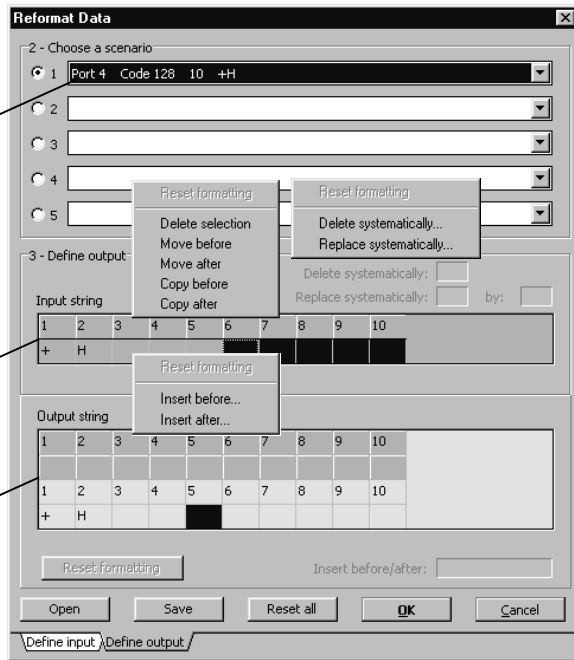 Reformat Data
2 - Choose a scenario
1 Port 4 Code 128 10 +H
2
3
4
5
Reset formatting
Delete selection
Move before
Move after
Copy before
Copy after
Reset formatting
Delete systematically...
Replace systematically...
3 - Define output
Delete systematically:
Replace systematically: by:
Input string
1 2 3 4 5 6 7 8 9 10
+ H
Reset formatting
Insert before...
Insert after...
Output string
1 2 3 4 5 6 7 8 9 10
1 2 3 4 5 6 7 8 9 10
+ H
Reset formatting Insert before/after:
Open Save Reset all OK Cancel
Define input Define output